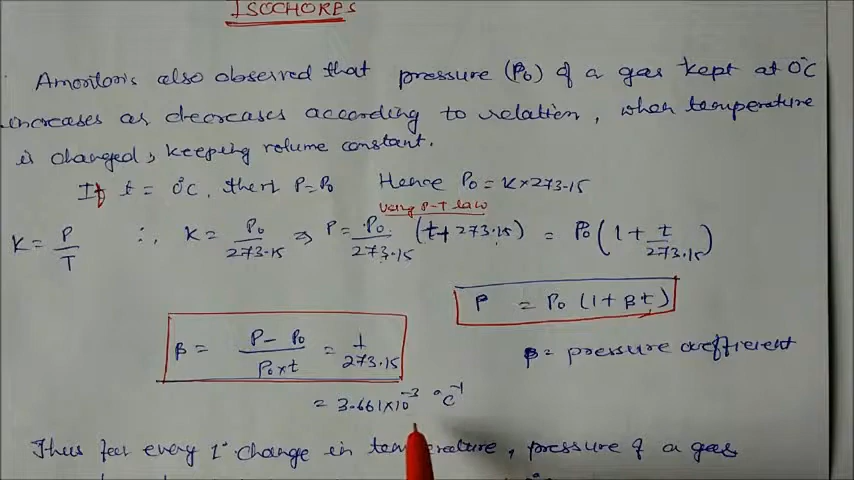 ISOCHORES
Amontons also observed that pressure (P₀) of a gas kept at 0°C
increases as decreases according to relation, when temperature
is changed, keeping volume constant.
If t = 0°C, then P=P₀ Hence P₀ = K×273.15
Using P-T law
K = P/T ∴, K = P₀/273.15 ⇒ P = P₀/273.15 (t+273.15) = P₀(1+t/273.15)
P = P₀ (1+βt)
β = P-P₀/P₀×t = 1/273.15
β = pressure coefficient
= 3.661×10⁻³ °C⁻¹
Thus for every 1° change in temperature, pressure of a gas